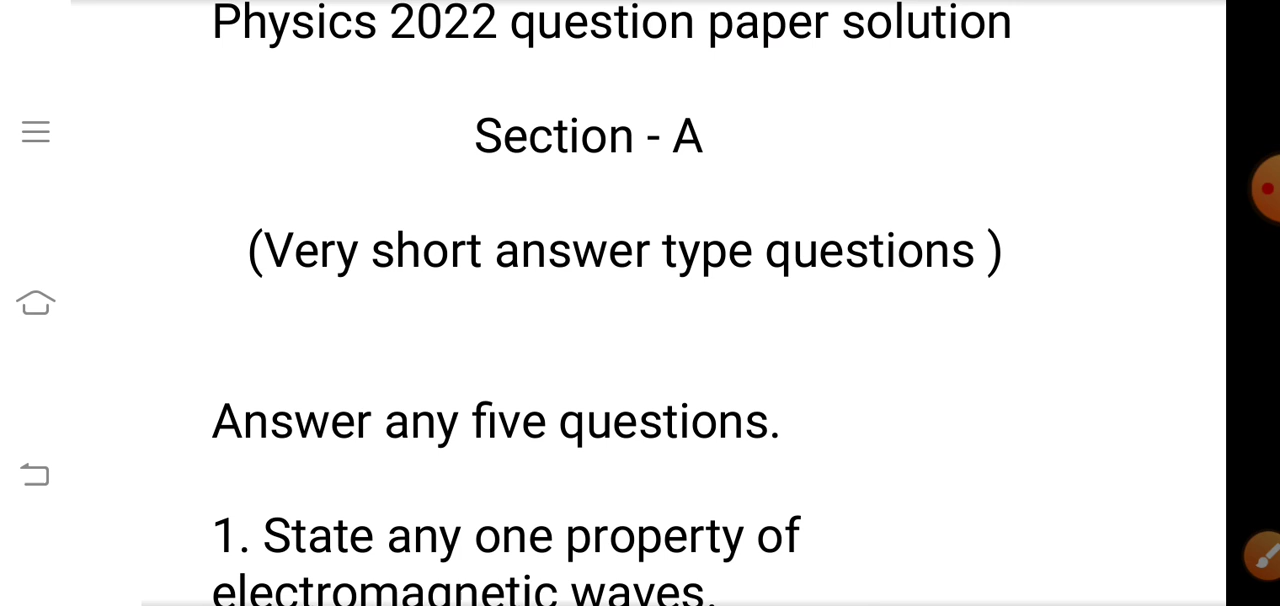 Physics 2022 question paper solution
Section - A
(Very short answer type questions )
Answer any five questions.
1. State any one property of
electromagnetic waves.